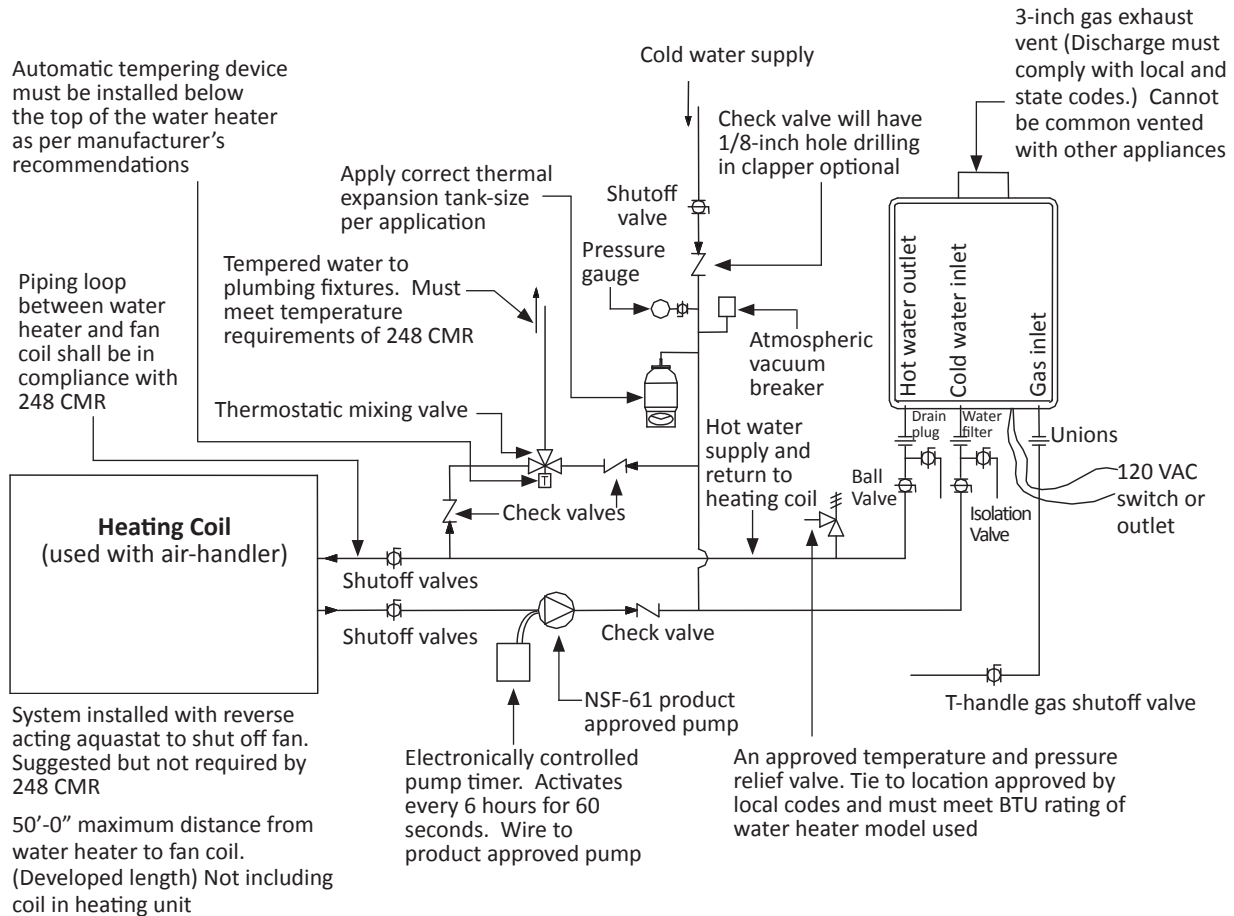 3-inch gas exhaust
vent (Discharge must
comply with local and
state codes.)  Cannot
be common vented
with other appliances
Cold water supply
Automatic tempering device
must be installed below
the top of the water heater
as per manufacturer's
recommendations
Check valve will have
1/8-inch hole drilling
in clapper optional
Apply correct thermal
expansion tank-size
per application
Shutoff
valve
Pressure
gauge
Tempered water to
plumbing fixtures.  Must
meet temperature
requirements of 248 CMR
Piping loop
between water
heater and fan
coil shall be in
compliance with
248 CMR
Atmospheric
vacuum
breaker
Hot water outlet
Cold water inlet
Gas inlet
Thermostatic mixing valve
Drain
plug
Water
filter
Unions
Hot water
supply and
return to
heating coil
Ball
Valve
120 VAC
switch or
outlet
Isolation
Valve
T
Check valves
Heating Coil
(used with air-handler)
Shutoff valves
Shutoff valves
Check valve
T-handle gas shutoff valve
NSF-61 product
approved pump
System installed with reverse
acting aquastat to shut off fan.
Suggested but not required by
248 CMR
Electronically controlled
pump timer.  Activates
every 6 hours for 60
seconds.  Wire to
product approved pump
An approved temperature and pressure
relief valve. Tie to location approved by
local codes and must meet BTU rating of
water heater model used
50'-0" maximum distance from
water heater to fan coil.
(Developed length) Not including
coil in heating unit